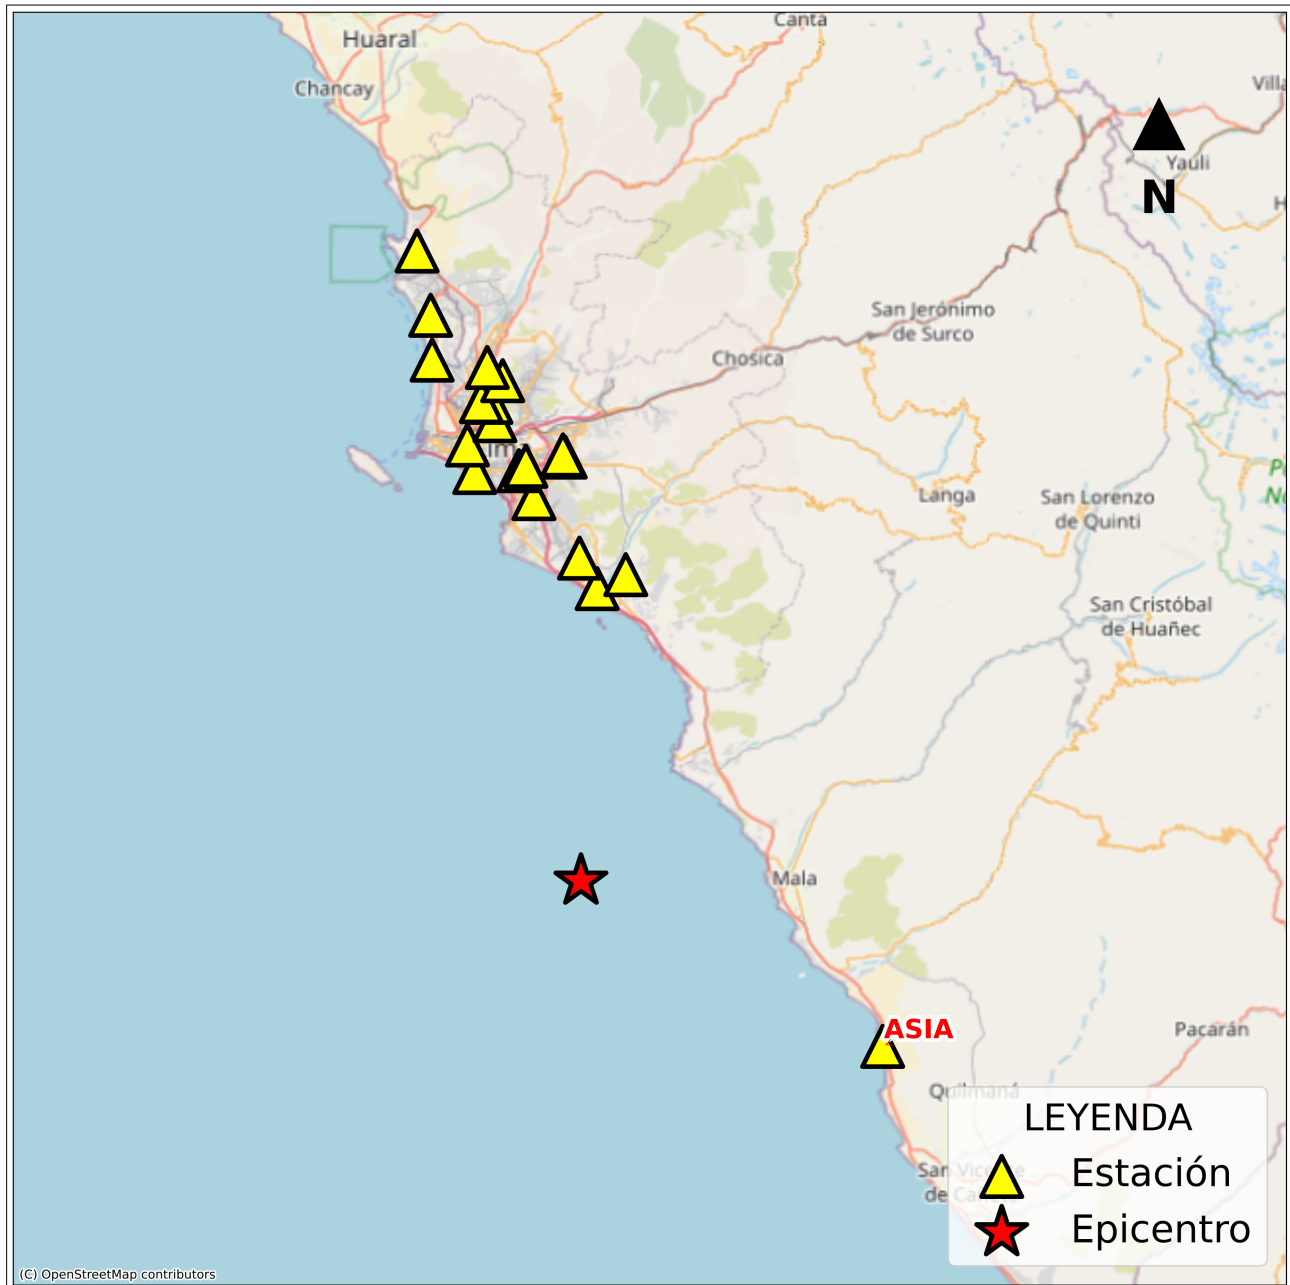 Canta
Huaral
Chancay
Yauli
N
San Jerónimo
de Surco
Chosica
Langa
San Lorenzo
de Quinti
San Cristóbal
de Huañec
Mala
ASIA
Pacarán
Quilmaná
LEYENDA
Estación
Epicentro
(C) OpenStreetMap contributors